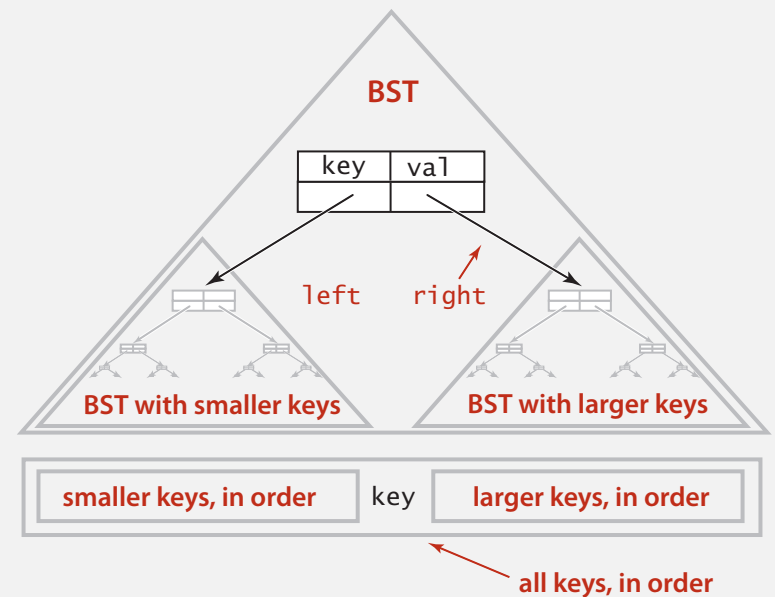 BST
key val
left right
BST with smaller keys BST with larger keys
smaller keys, in order key larger keys, in order
all keys, in order